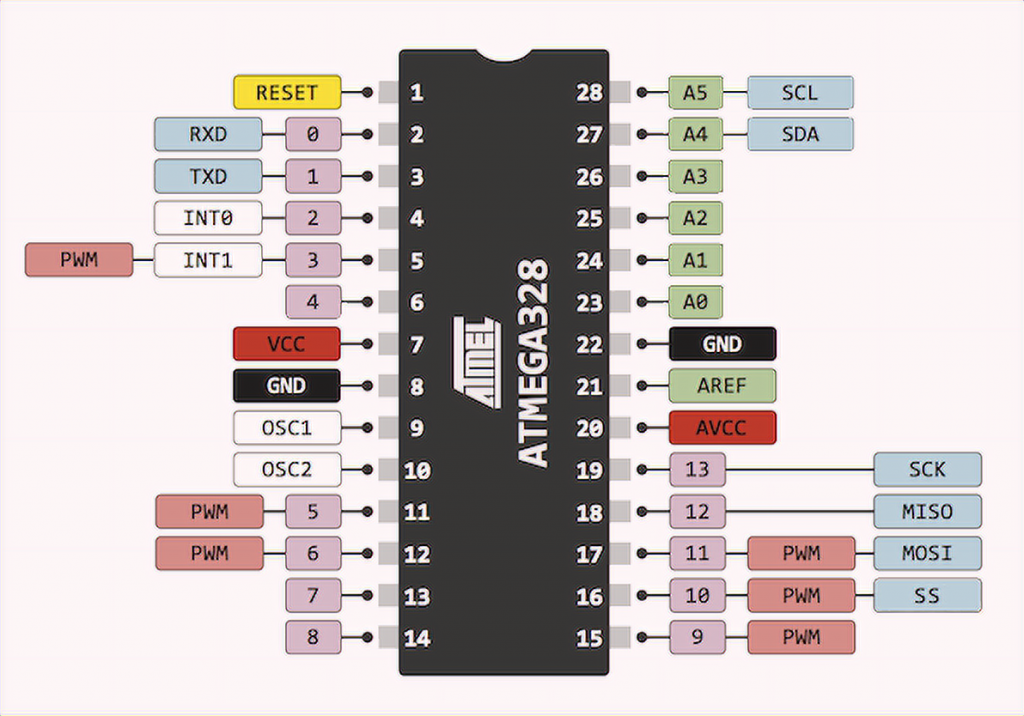 RESET 1 28 A5 SCL
RXD 0 2 27 A4 SDA
TXD 1 3 26 A3
INT0 2 4 25 A2
PWM INT1 3 5 24 A1
4 6 23 A0
VCC 7 22 GND
GND 8 21 AREF
OSC1 9 20 AVCC
OSC2 10 19 13 SCK
PWM 5 11 18 12 MISO
PWM 6 12 17 11 PWM MOSI
7 13 16 10 PWM SS
8 14 15 9 PWM
ATMEL
ATMEGA328